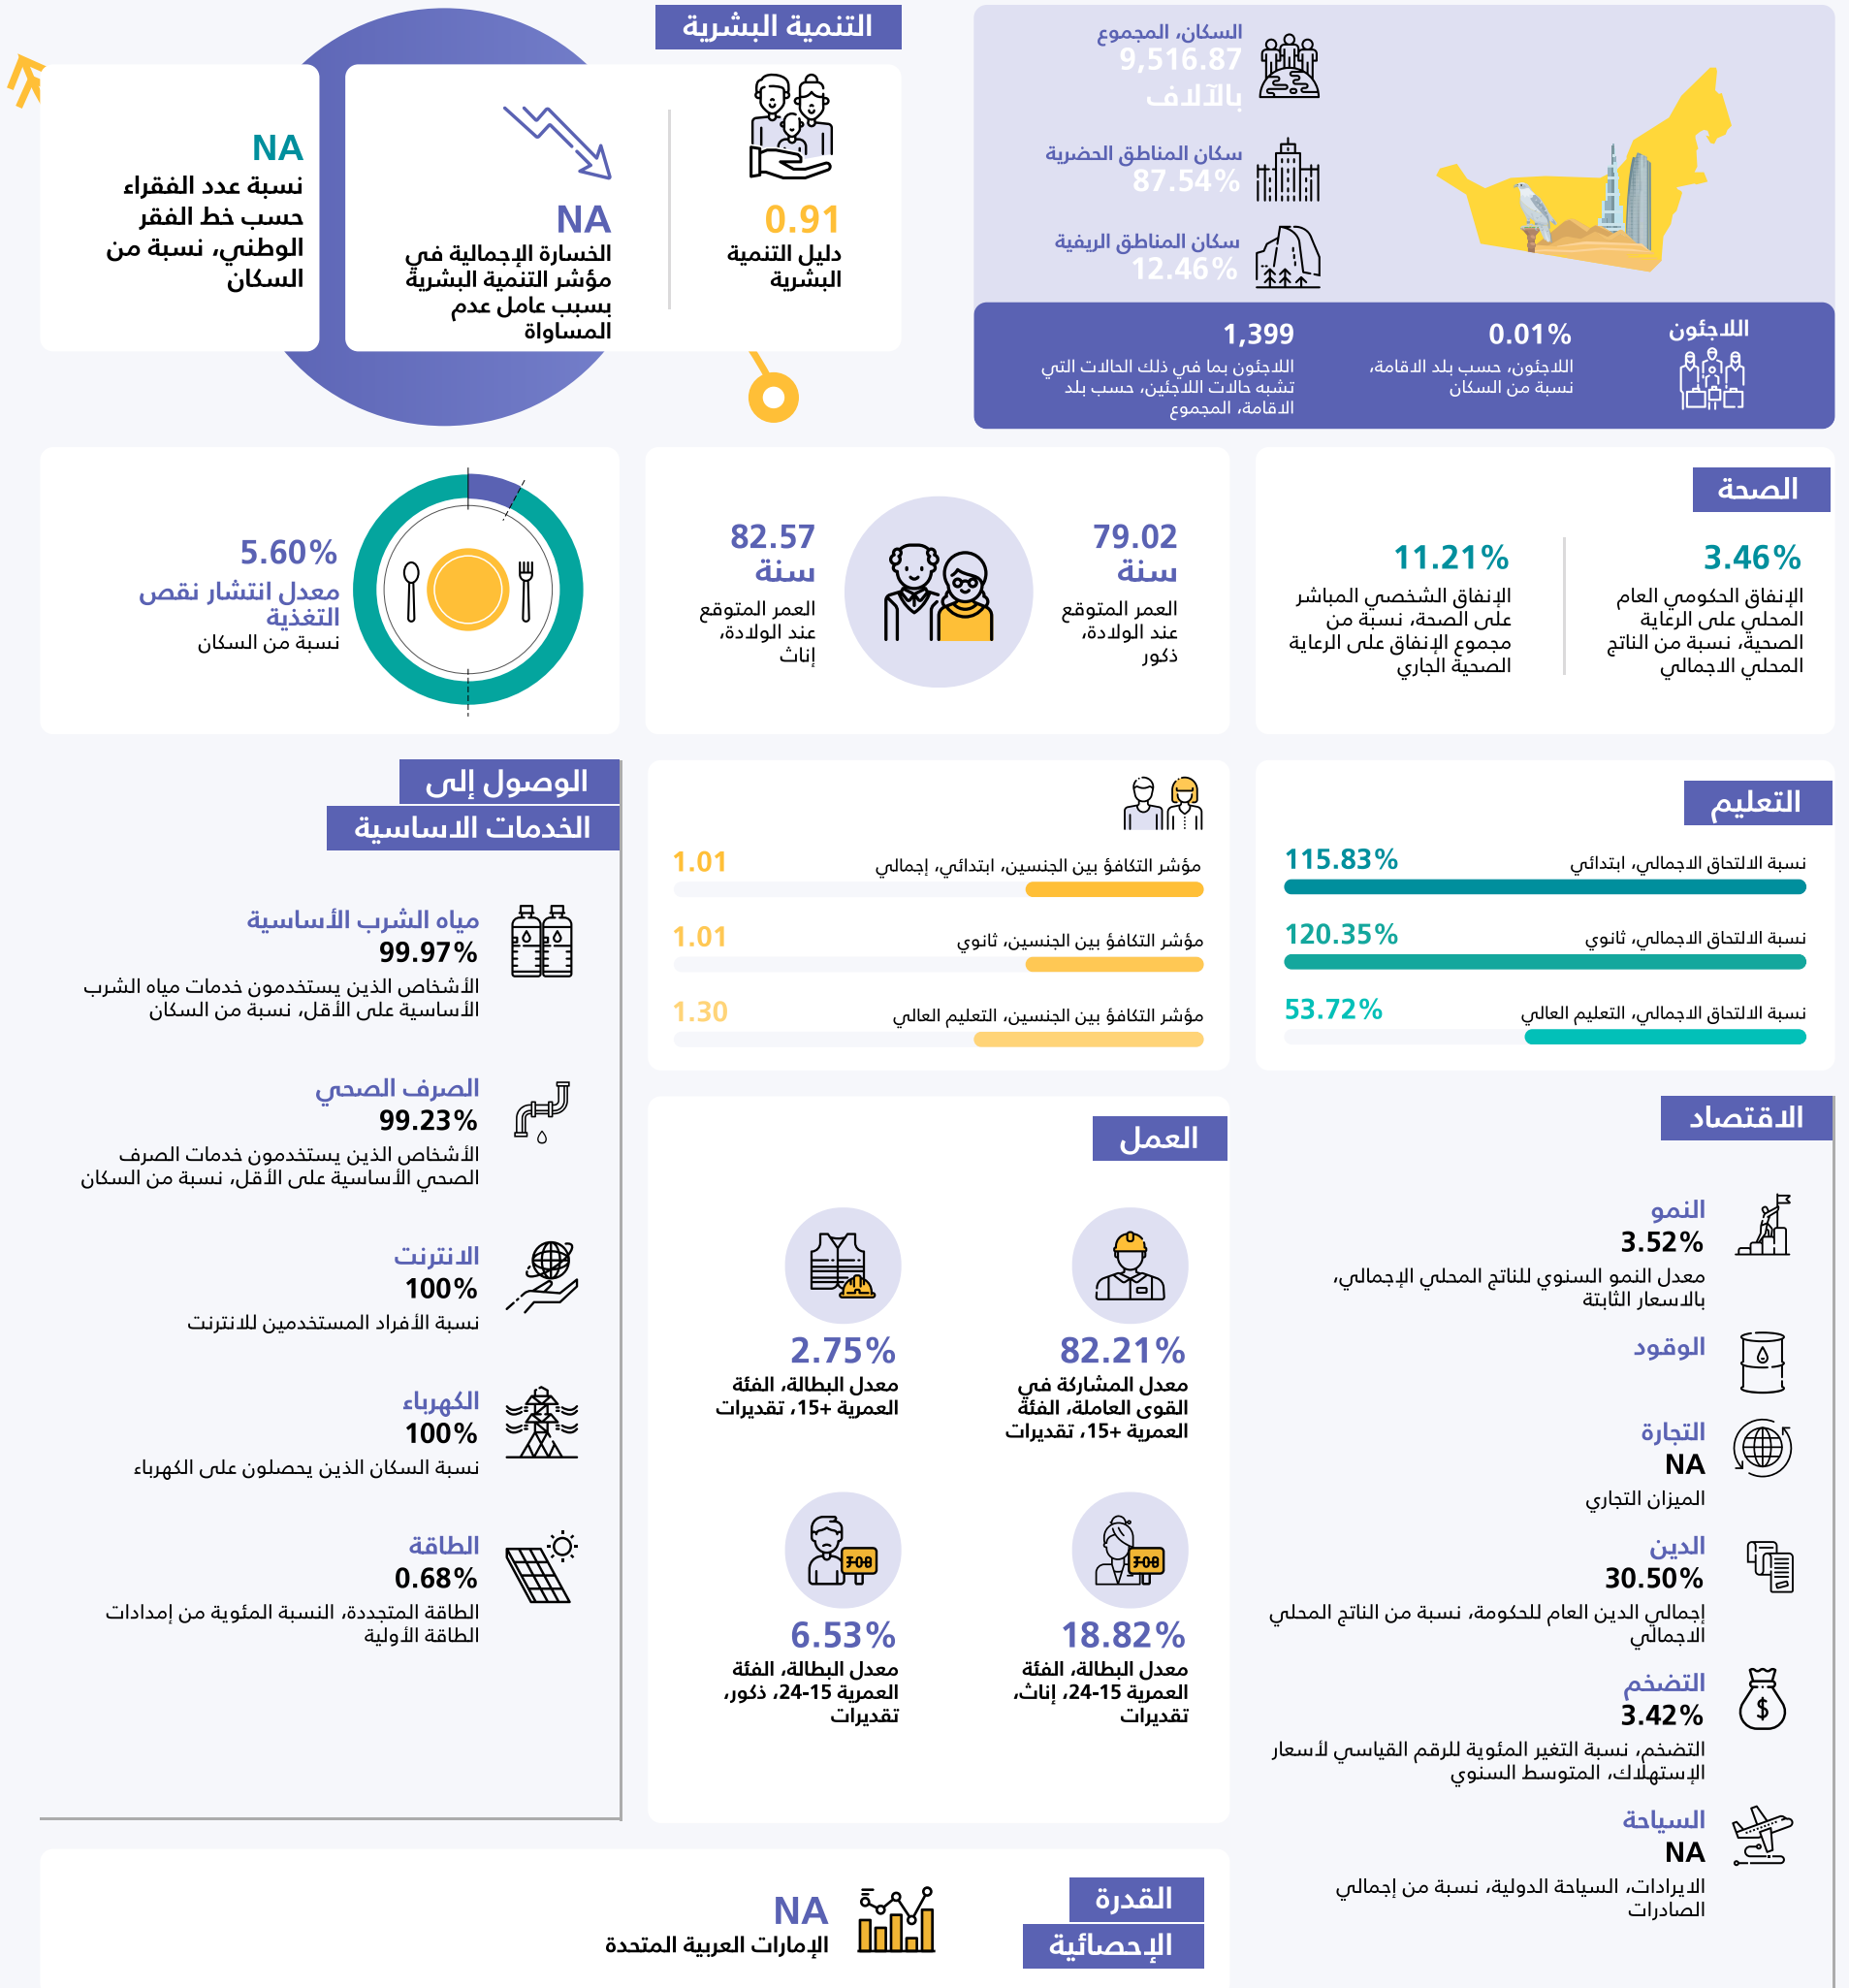 السكان، المجموع
9,516.87
بالآلاف
سكان المناطق الحضرية
87.54%
سكان المناطق الريفية
12.46%
اللاجئون
0.01%
اللاجئون، حسب بلد الاقامة،
نسبة من السكان
1,399
اللاجئون بما في ذلك الحالات التي
تشبه حالات اللاجئين، حسب بلد
الاقامة، المجموع
التنمية البشرية
0.91
دليل التنمية
البشرية
NA
الخسارة الإجمالية في
مؤشر التنمية البشرية
بسبب عامل عدم
المساواة
NA
نسبة عدد الفقراء
حسب خط الفقر
الوطني، نسبة من
السكان
الصحة
3.46%
الإنفاق الحكومي العام
المحلي على الرعاية
الصحية، نسبة من الناتج
المحلي الاجمالي
11.21%
الإنفاق الشخصي المباشر
على الصحة، نسبة من
مجموع الإنفاق على الرعاية
الصحية الجاري
79.02
سنة
العمر المتوقع
عند الولادة،
ذكور
82.57
سنة
العمر المتوقع
عند الولادة،
إناث
5.60%
معدل انتشار نقص
التغذية
نسبة من السكان
التعليم
نسبة الالتحاق الاجمالي، ابتدائي
115.83%
نسبة الالتحاق الاجمالي، ثانوي
120.35%
نسبة الالتحاق الاجمالي، التعليم العالي
53.72%
مؤشر التكافؤ بين الجنسين، ابتدائي، إجمالي
1.01
مؤشر التكافؤ بين الجنسين، ثانوي
1.01
مؤشر التكافؤ بين الجنسين، التعليم العالي
1.30
الوصول إلى
الخدمات الاساسية
مياه الشرب الأساسية
99.97%
الأشخاص الذين يستخدمون خدمات مياه الشرب
الأساسية على الأقل، نسبة من السكان
الصرف الصحي
99.23%
الأشخاص الذين يستخدمون خدمات الصرف
الصحي الأساسية على الأقل، نسبة من السكان
الانترنت
100%
نسبة الأفراد المستخدمين للانترنت
الكهرباء
100%
نسبة السكان الذين يحصلون على الكهرباء
الطاقة
0.68%
الطاقة المتجددة، النسبة المئوية من إمدادات
الطاقة الأولية
الاقتصاد
النمو
3.52%
معدل النمو السنوي للناتج المحلي الإجمالي،
بالاسعار الثابتة
الوقود
التجارة
NA
الميزان التجاري
الدين
30.50%
إجمالي الدين العام للحكومة، نسبة من الناتج المحلي
الاجمالي
التضخم
3.42%
التضخم، نسبة التغير المئوية للرقم القياسي لأسعار
الإستهلاك، المتوسط السنوي
السياحة
NA
الايرادات، السياحة الدولية، نسبة من إجمالي
الصادرات
العمل
82.21%
معدل المشاركة في
القوى العاملة، الفئة
العمرية +15، تقديرات
2.75%
معدل البطالة، الفئة
العمرية +15، تقديرات
JOB
18.82%
معدل البطالة، الفئة
العمرية 15-24، إناث،
تقديرات
JOB
6.53%
معدل البطالة، الفئة
العمرية 15-24، ذكور،
تقديرات
القدرة
الإحصائية
NA
الإمارات العربية المتحدة